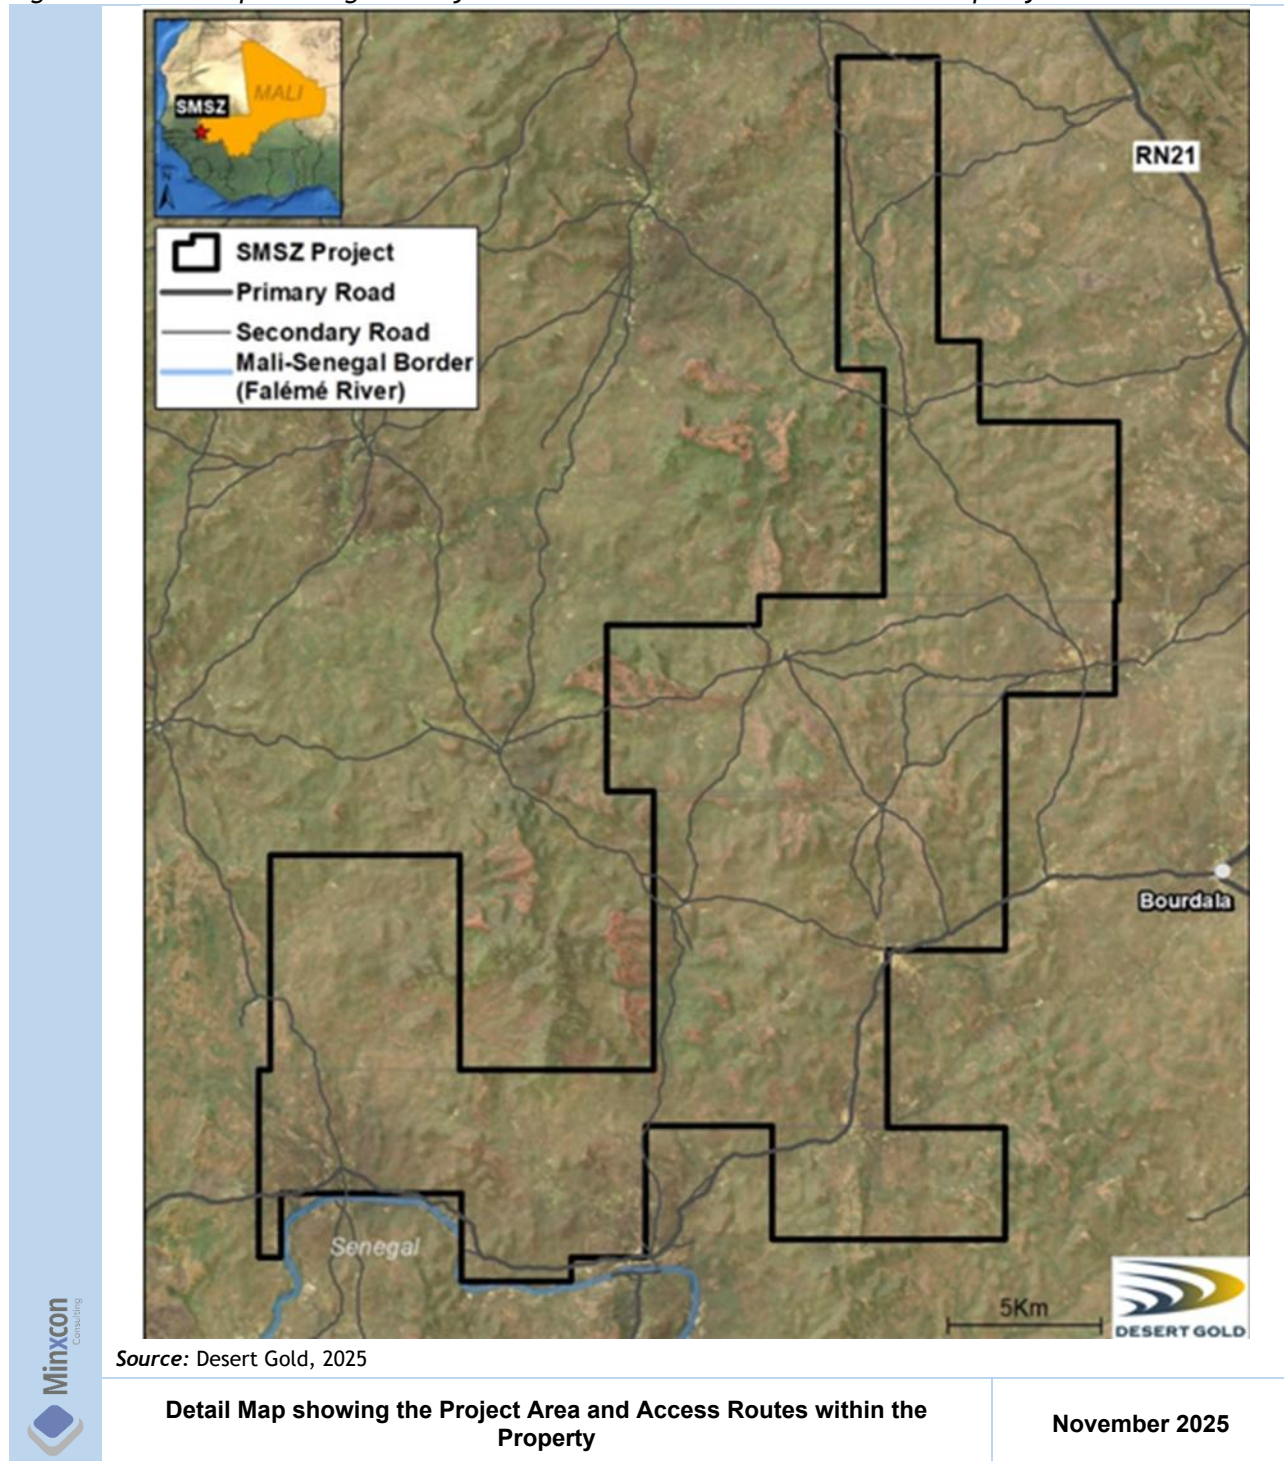 MALI
SMSZ
RN21
SMSZ Project
Primary Road
Secondary Road
Mali-Senegal Border
(Falémé River)
Bourdala
Senegal
5Km
DESERT GOLD
Minxcon
Consulting
Source: Desert Gold, 2025
Detail Map showing the Project Area and Access Routes within the
Property
November 2025